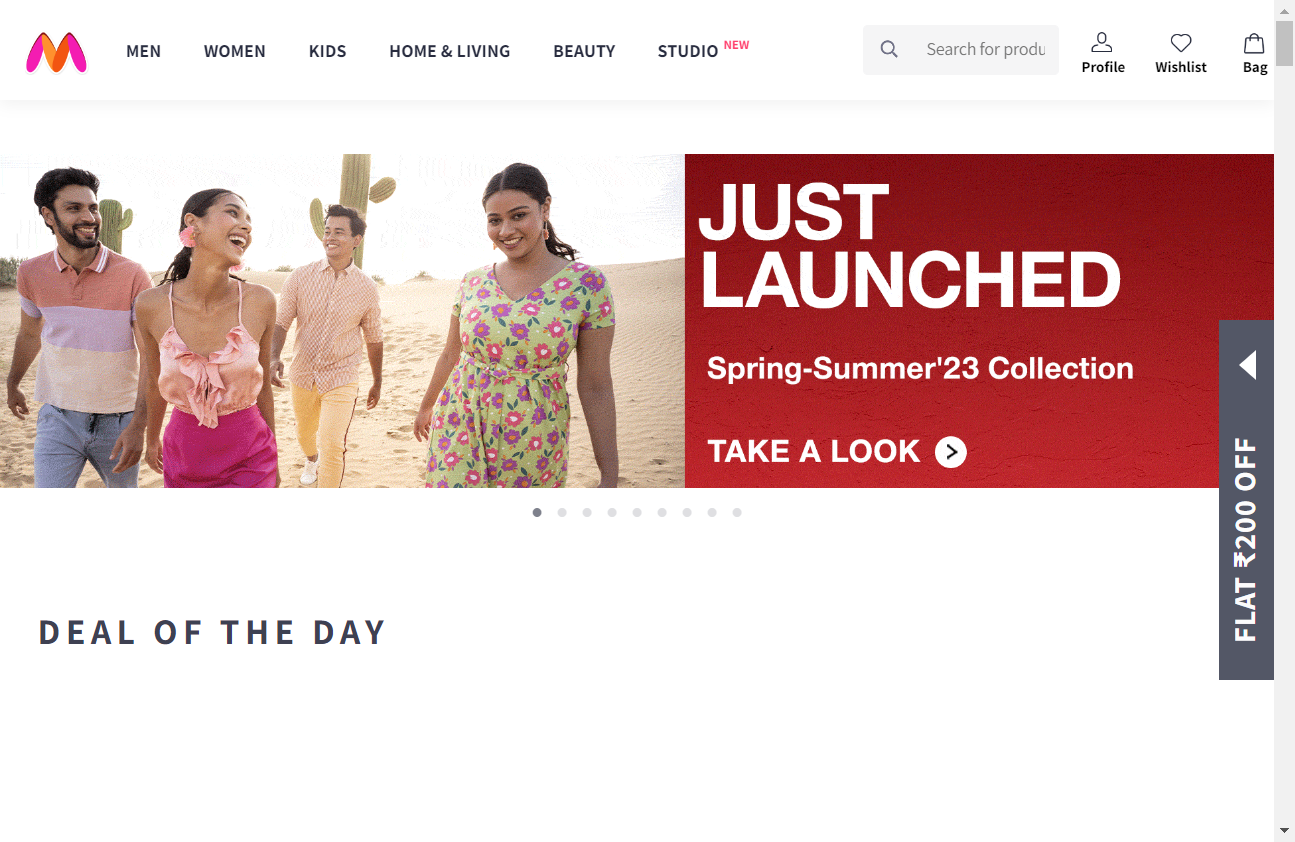 MEN
WOMEN
KIDS
HOME & LIVING
BEAUTY
STUDIO NEW
Search for produ
Profile
Wishlist
Bag
JUST
LAUNCHED
Spring-Summer'23 Collection
TAKE A LOOK
FLAT ₹200 OFF
DEAL OF THE DAY